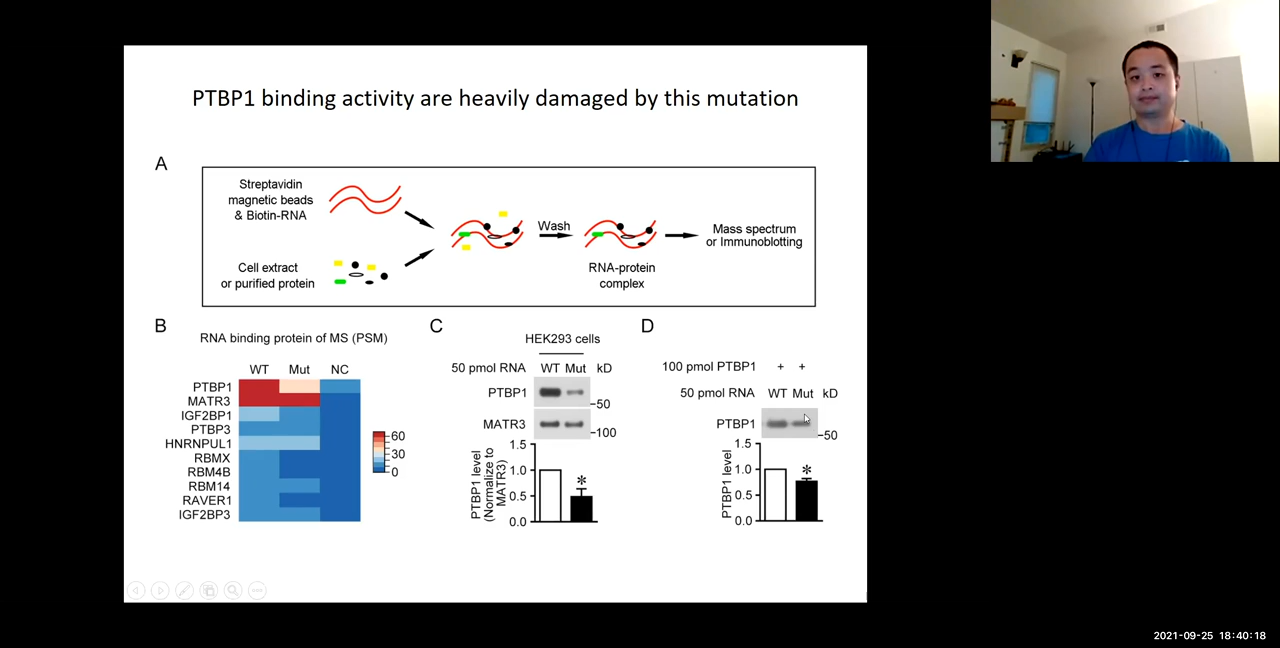 PTBP1 binding activity are heavily damaged by this mutation
A
Streptavidin
magnetic beads
& Biotin-RNA
Cell extract
or purified protein
Wash
RNA-protein
complex
Mass spectrum
or Immunoblotting
B
RNA binding protein of MS (PSM)
WT Mut NC
PTBP1
MATR3
IGF2BP1
PTBP3
HNRNPUL1
RBMX
RBM4B
RBM14
RAVER1
IGF2BP3
60
30
0
C
HEK293 cells
50 pmol RNA WT Mut kD
PTBP1
50
MATR3
100
PTBP1 level
(Normalize to
MATR3)
1.5
1.0
0.5
0.0
*
D
100 pmol PTBP1 + +
50 pmol RNA WT Mut kD
PTBP1
50
PTBP1 level
1.5
1.0
0.5
0.0
*
2021-09-25 18:40:18